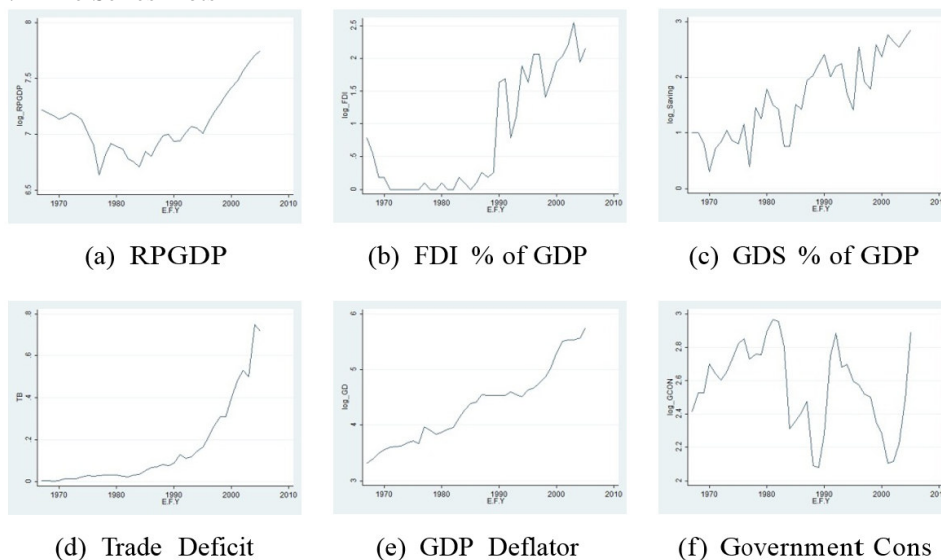 8
7.5
7
6.5
log_RPGDP
1970 1980 1990 2000 2010
E.F.Y
2.5
2
1.5
1
.5
0
log_FDI
1970 1980 1990 2000 2010
E.F.Y
3
2
1
0
log_Saving
1970 1980 1990 2000
E.F.Y
(a) RPGDP
(b) FDI % of GDP
(c) GDS % of GDP
.8
.6
.4
.2
0
TB
1970 1980 1990 2000 2010
E.F.Y
6
5
4
3
log_GD
1970 1980 1990 2000 2010
E.F.Y
3
2.8
2.6
2.4
2.2
2
log_GCON
1970 1980 1990 2000
E.F.Y
(d) Trade Deficit
(e) GDP Deflator
(f) Government Cons